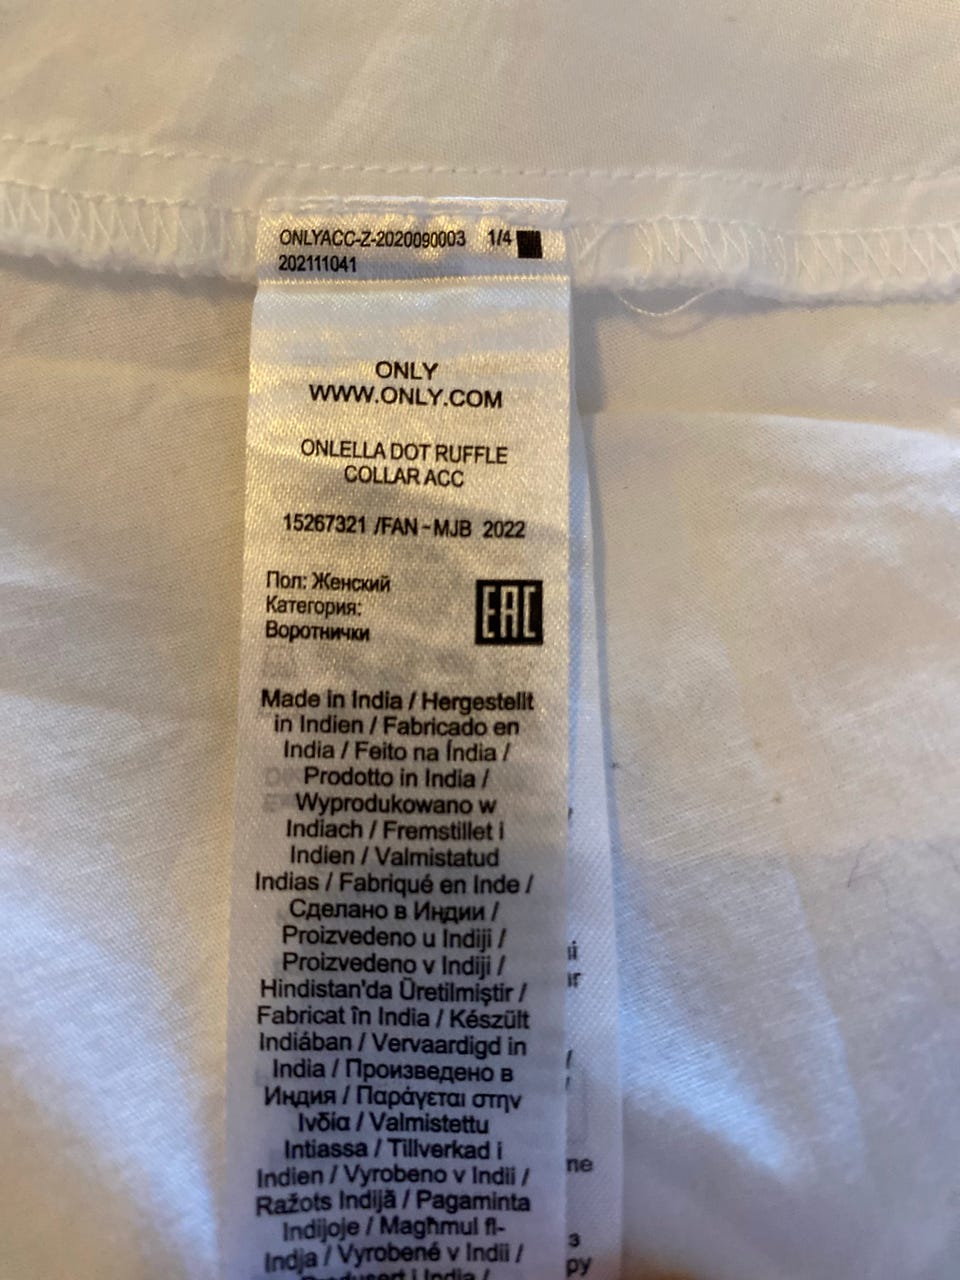 ONLYACC-Z-2020090003 1/4
202111041
ONLY
WWW.ONLY.COM
ONLELLA DOT RUFFLE
COLLAR ACC
15267321 /FAN-MJB 2022
Пол: Женский
Категория:
Воротнички
EAC
Made in India / Hergestellt
in Indien / Fabricado en
India / Feito na Índia /
Prodotto in India /
Wyprodukowano w
Indiach / Fremstillet i
Indien / Valmistatud
Indias / Fabriqué en Inde /
Сделано в Индии /
Proizvedeno u Indiji /
Proizvedeno v Indiji /
Hindistan'da Üretilmiştir /
Fabricat în India / Készült
Indiában / Vervaardigd in
India / Произведено в
Индия / Παράγεται στην
Ινδία / Valmistettu
Intiassa / Tillverkad i
Indien / Vyrobeno v Indii /
Ražots Indijā / Pagaminta
Indijoje / Magħmul fl-
Indja / Vyrobené v Indii /
Produsert i India /